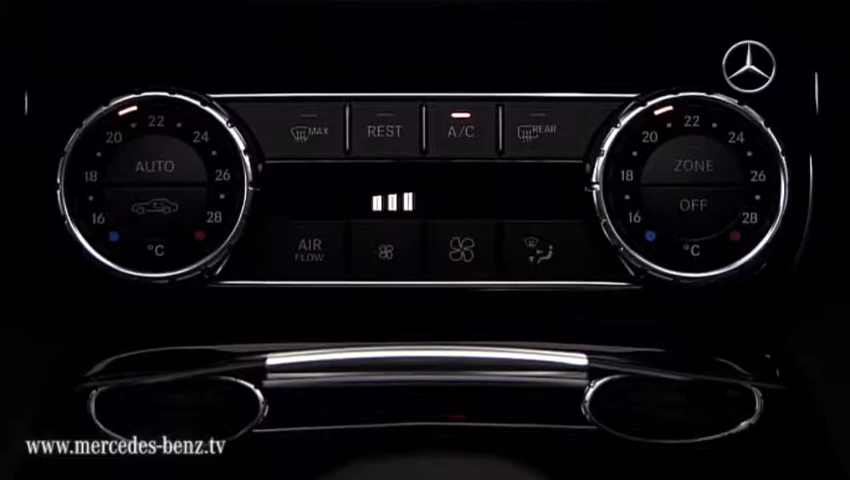 MAX REST A/C REAR
20 22 24
18 AUTO 26
16 28
°C
20 22 24
18 ZONE 26
OFF
16 28
°C
AIR
FLOW
www.mercedes-benz.tv